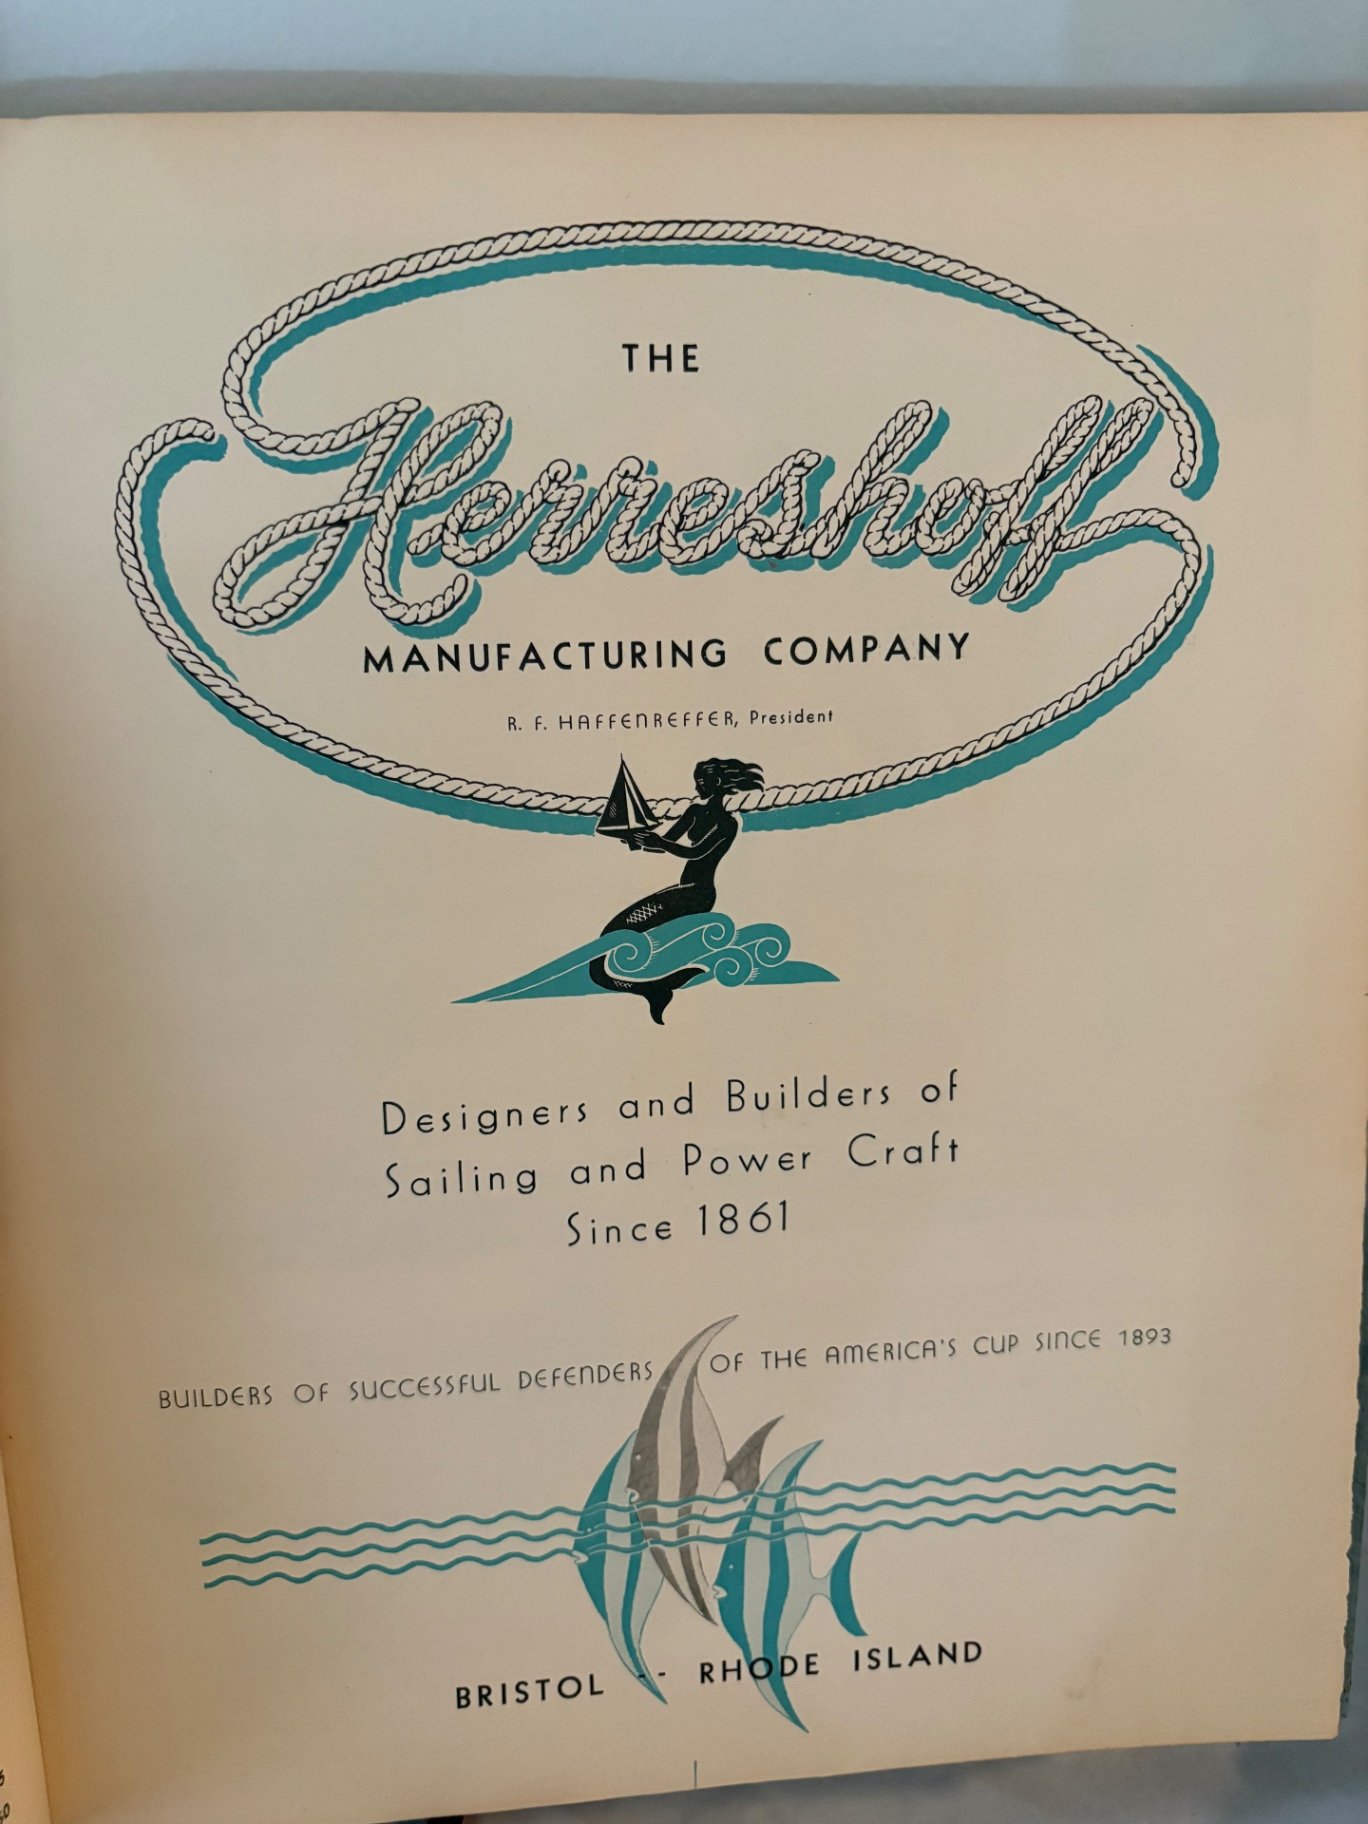 THE
Herreshoff
MANUFACTURING COMPANY
R. F. HAFFENREFFER, President
Designers and Builders of
Sailing and Power Craft
Since 1861
BUILDERS OF SUCCESSFUL DEFENDERS OF THE AMERICA'S CUP SINCE 1893
BRISTOL -- RHODE ISLAND